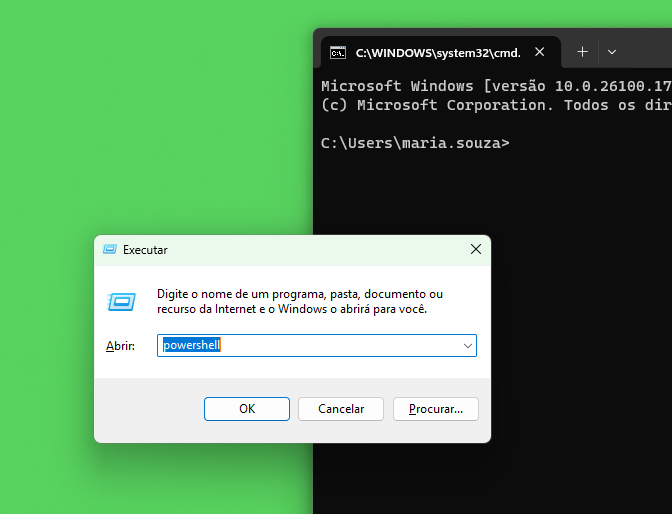 C:\WINDOWS\system32\cmd.
Microsoft Windows [versão 10.0.26100.17
(c) Microsoft Corporation. Todos os dir
C:\Users\maria.souza>
Executar
Digite o nome de um programa, pasta, documento ou
recurso da Internet e o Windows o abrirá para você.
Abrir:
powershell
OK
Cancelar
Procurar...